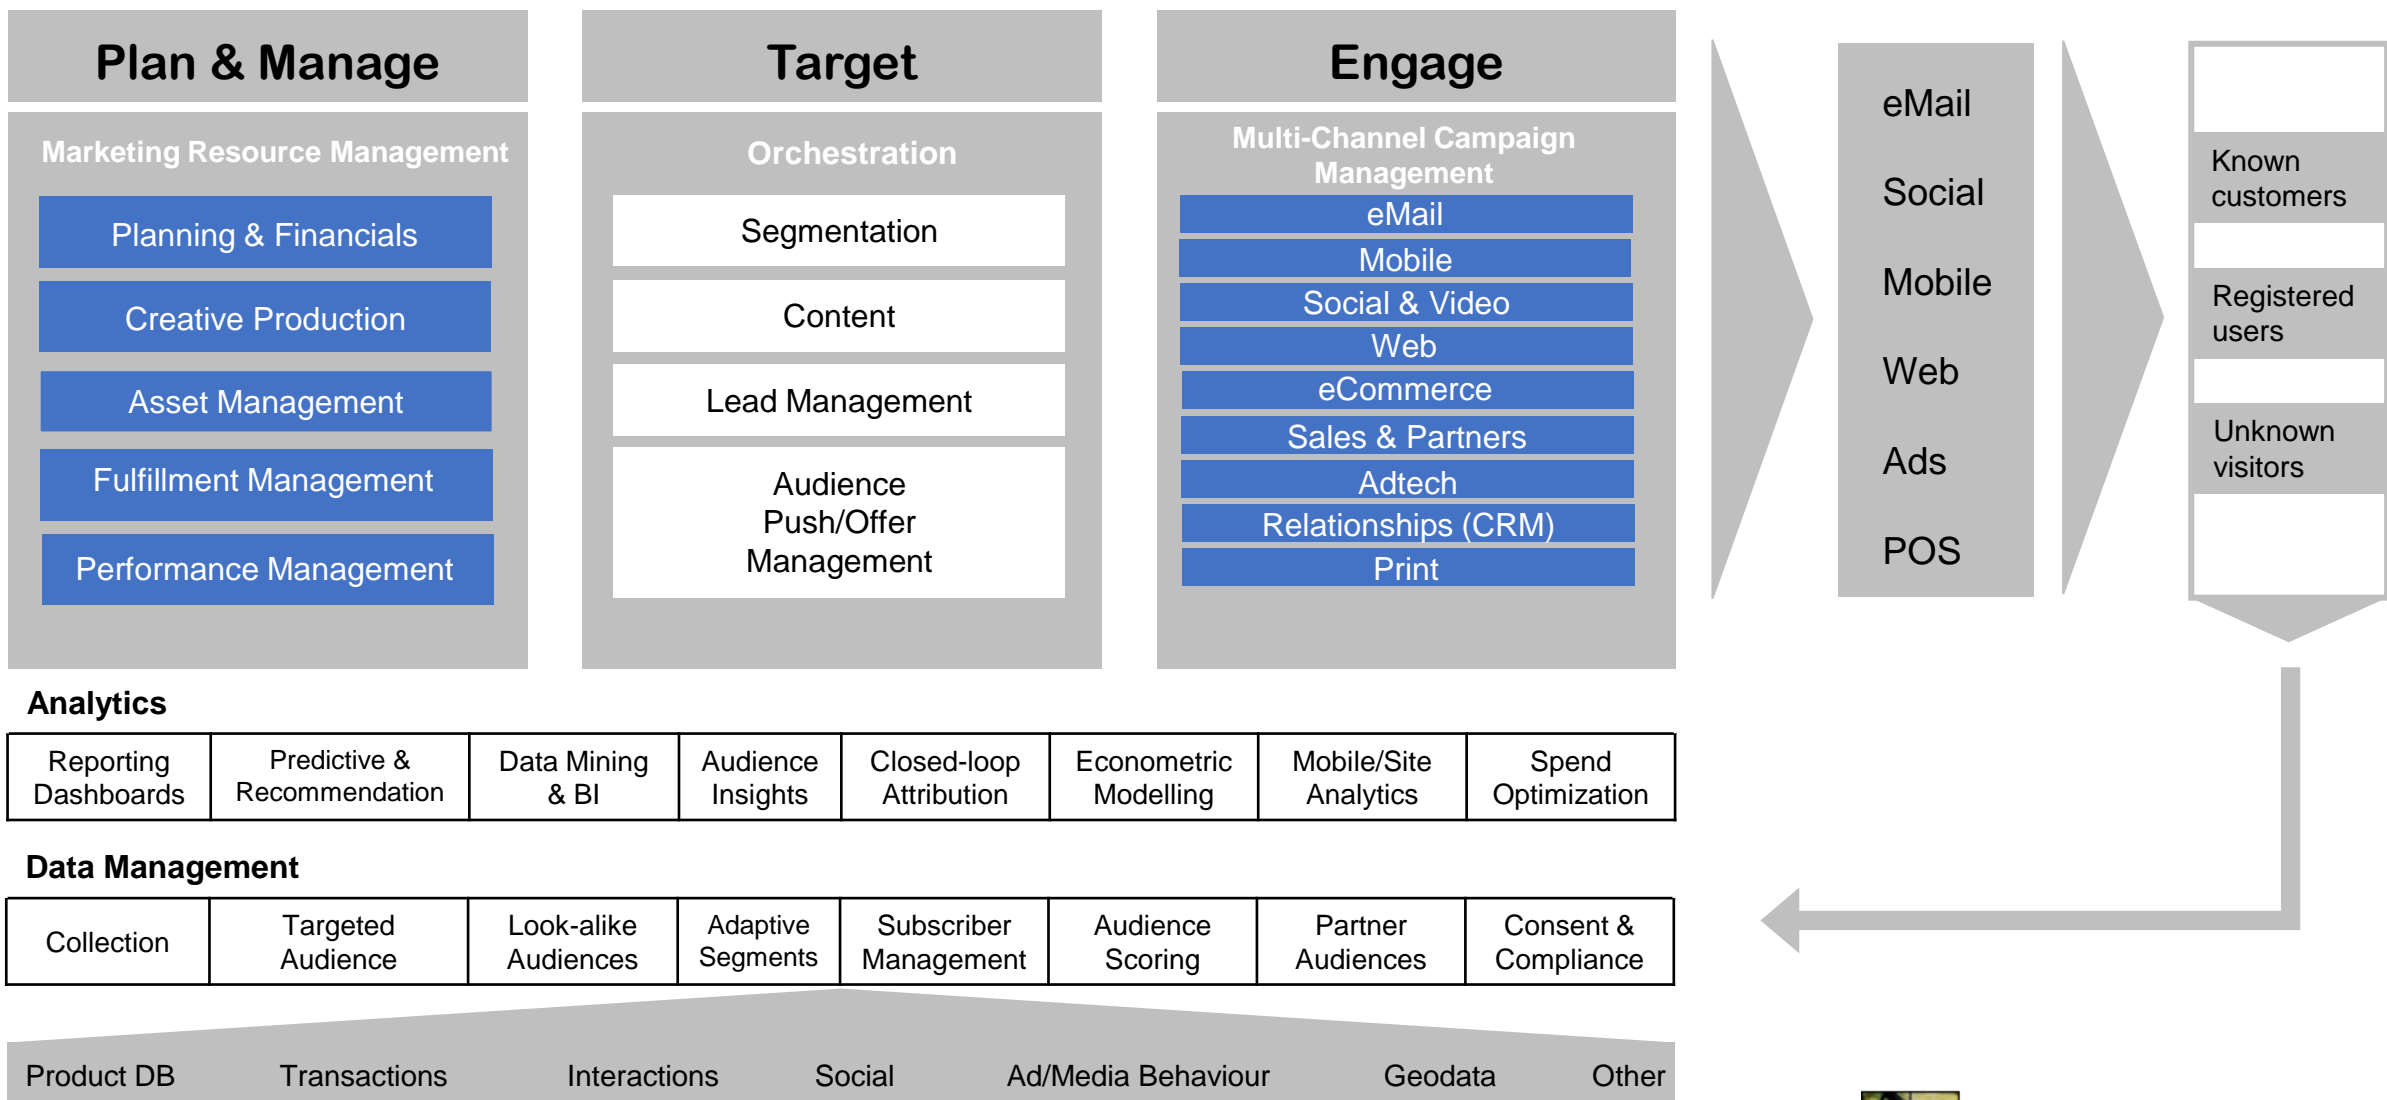 Plan & Manage
Marketing Resource Management
Planning & Financials
Creative Production
Asset Management
Fulfillment Management
Performance Management
Target
Orchestration
Segmentation
Content
Lead Management
Audience
Push/Offer
Management
Engage
Multi-Channel Campaign
Management
eMail
Mobile
Social & Video
Web
eCommerce
Sales & Partners
Adtech
Relationships (CRM)
Print
eMail
Social
Mobile
Web
Ads
POS
Known
customers
Registered
users
Unknown
visitors
Analytics
Reporting
Dashboards
Predictive &
Recommendation
Data Mining
& BI
Audience
Insights
Closed-loop
Attribution
Econometric
Modelling
Mobile/Site
Analytics
Spend
Optimization
Data Management
Collection
Targeted
Audience
Look-alike
Audiences
Adaptive
Segments
Subscriber
Management
Audience
Scoring
Partner
Audiences
Consent &
Compliance
Product DB
Transactions
Interactions
Social
Ad/Media Behaviour
Geodata
Other